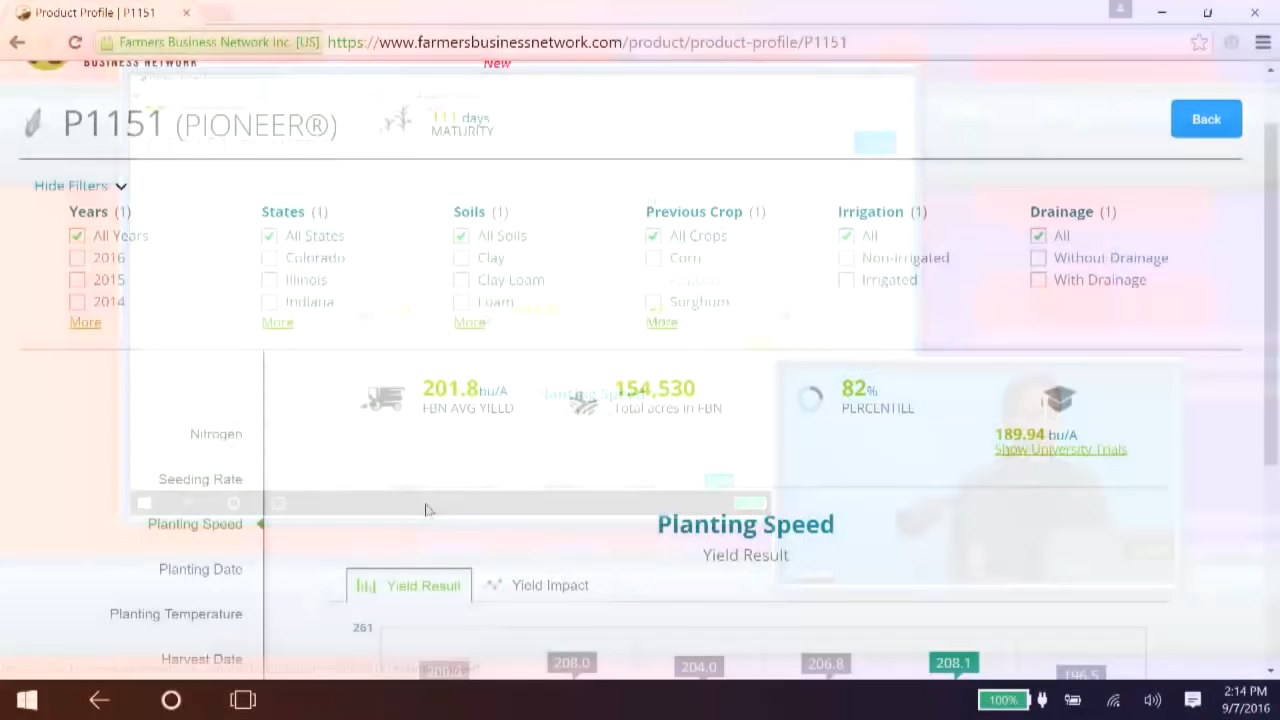 Product Profile | P1151
Farmers Business Network Inc. [US] https://www.farmersbusinessnetwork.com/product/product-profile/P1151
BUSINESS NETWORK New
P1151 (PIONEER®) 111 days
MATURITY
Back
Hide Filters
Years (1) States (1) Soils (1) Previous Crop (1) Irrigation (1) Drainage (1)
All Years All States All Soils All Crops All All
2016 Colorado Clay Corn Non-irrigated Without Drainage
2015 Illinois Clay Loam Irrigated With Drainage
2014 Indiana Loam Sorghum
More More More More
201.8 bu/A 154,530 82%
FBN AVG YIELD Total acres in FBN PERCENTILE
189.94 bu/A
Show University Trials
Planting Speed
Nitrogen
Seeding Rate
Planting Speed
Planting Date
Planting Temperature
Harvest Date
Planting Speed
Yield Result
Yield Result Yield Impact
261
208.0 204.0 206.8 208.1 196.5
100% 2:14 PM
9/7/2016